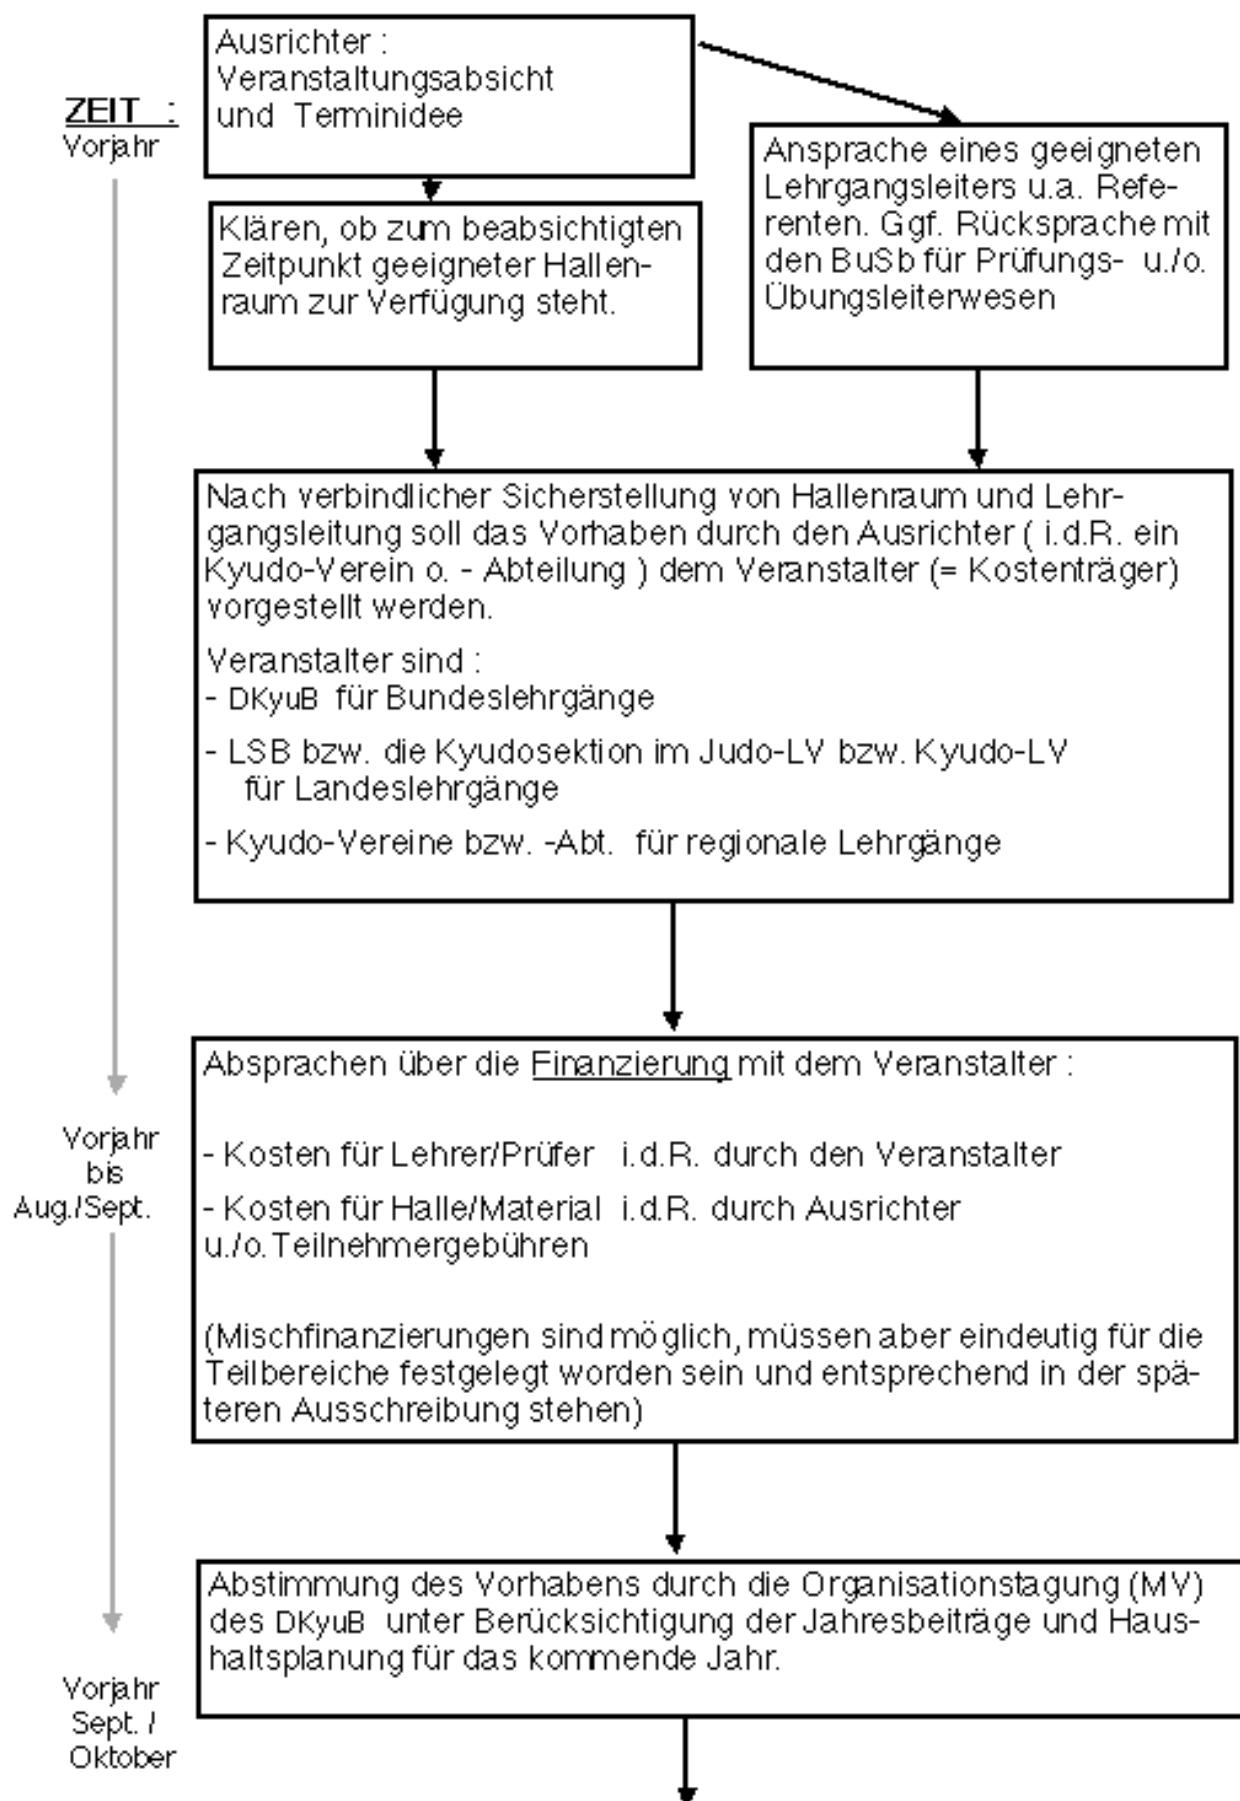 Ausrichter :
Veranstaltungsabsicht
und Terminidee
ZEIT :
Vorjahr
Ansprache eines geeigneten
Lehrgangsleiters u.a. Refe-
renten. Ggf. Rücksprache mit
den BuSb für Prüfungs- u./o.
Übungsleiterwesen
Klären, ob zum beabsichtigten
Zeitpunkt geeigneter Hallen-
raum zur Verfügung steht.
Nach verbindlicher Sicherstellung von Hallenraum und Lehr-
gangsleitung soll das Vorhaben durch den Ausrichter ( i.d.R. ein
Kyudo-Verein o. - Abteilung ) dem Veranstalter (= Kostenträger)
vorgestellt werden.
Veranstalter sind :
- DKyuB für Bundeslehrgänge
- LSB bzw. die Kyudosektion im Judo-LV bzw. Kyudo-LV
für Landeslehrgänge
- Kyudo-Vereine bzw. -Abt. für regionale Lehrgänge
Absprachen über die Finanzierung mit dem Veranstalter :
Vorjahr
bis
Aug./Sept.
- Kosten für Lehrer/Prüfer i.d.R. durch den Veranstalter
- Kosten für Halle/Material i.d.R. durch Ausrichter
u./o.Teilnehmergebühren
(Mischfinanzierungen sind möglich, müssen aber eindeutig für die
Teilbereiche festgelegt worden sein und entsprechend in der spä-
teren Ausschreibung stehen)
Abstimmung des Vorhabens durch die Organisationstagung (MV)
des DKyuB unter Berücksichtigung der Jahresbeiträge und Haus-
haltsplanung für das kommende Jahr.
Vorjahr
Sept. /
Oktober